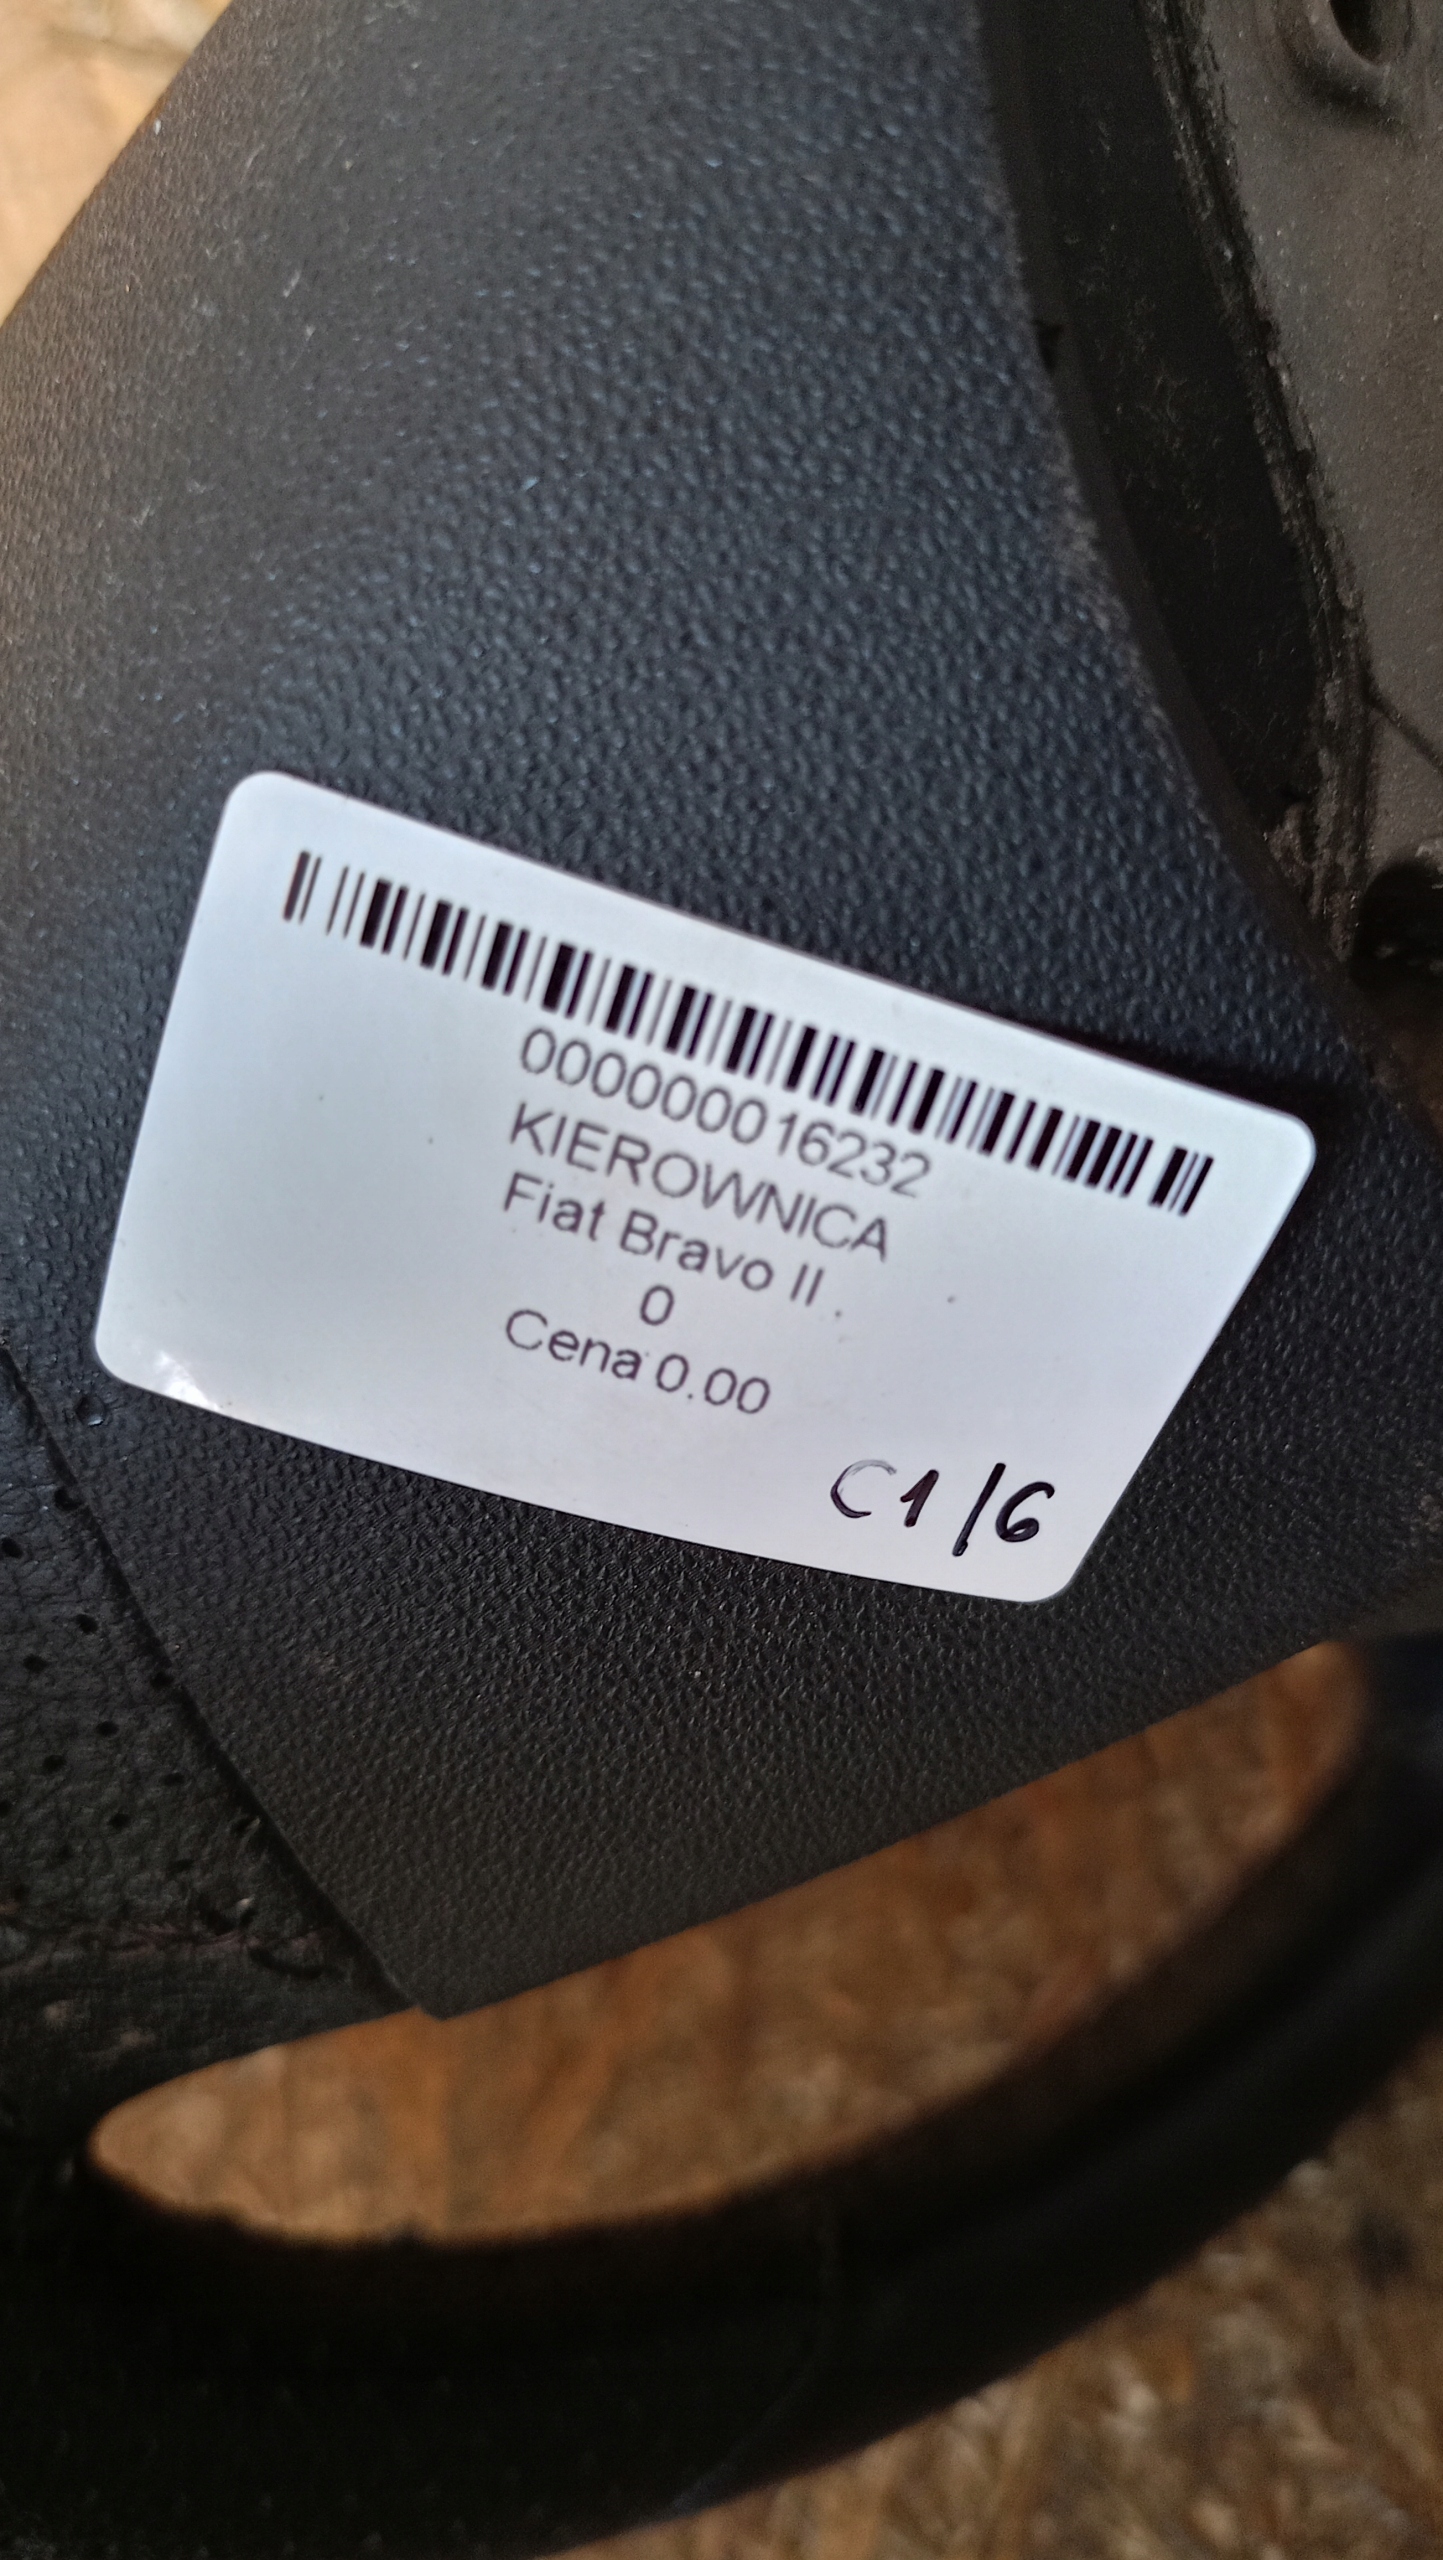 000000016232
KIEROWNICA
Fiat Bravo II
0
Cena 0.00
C1/6